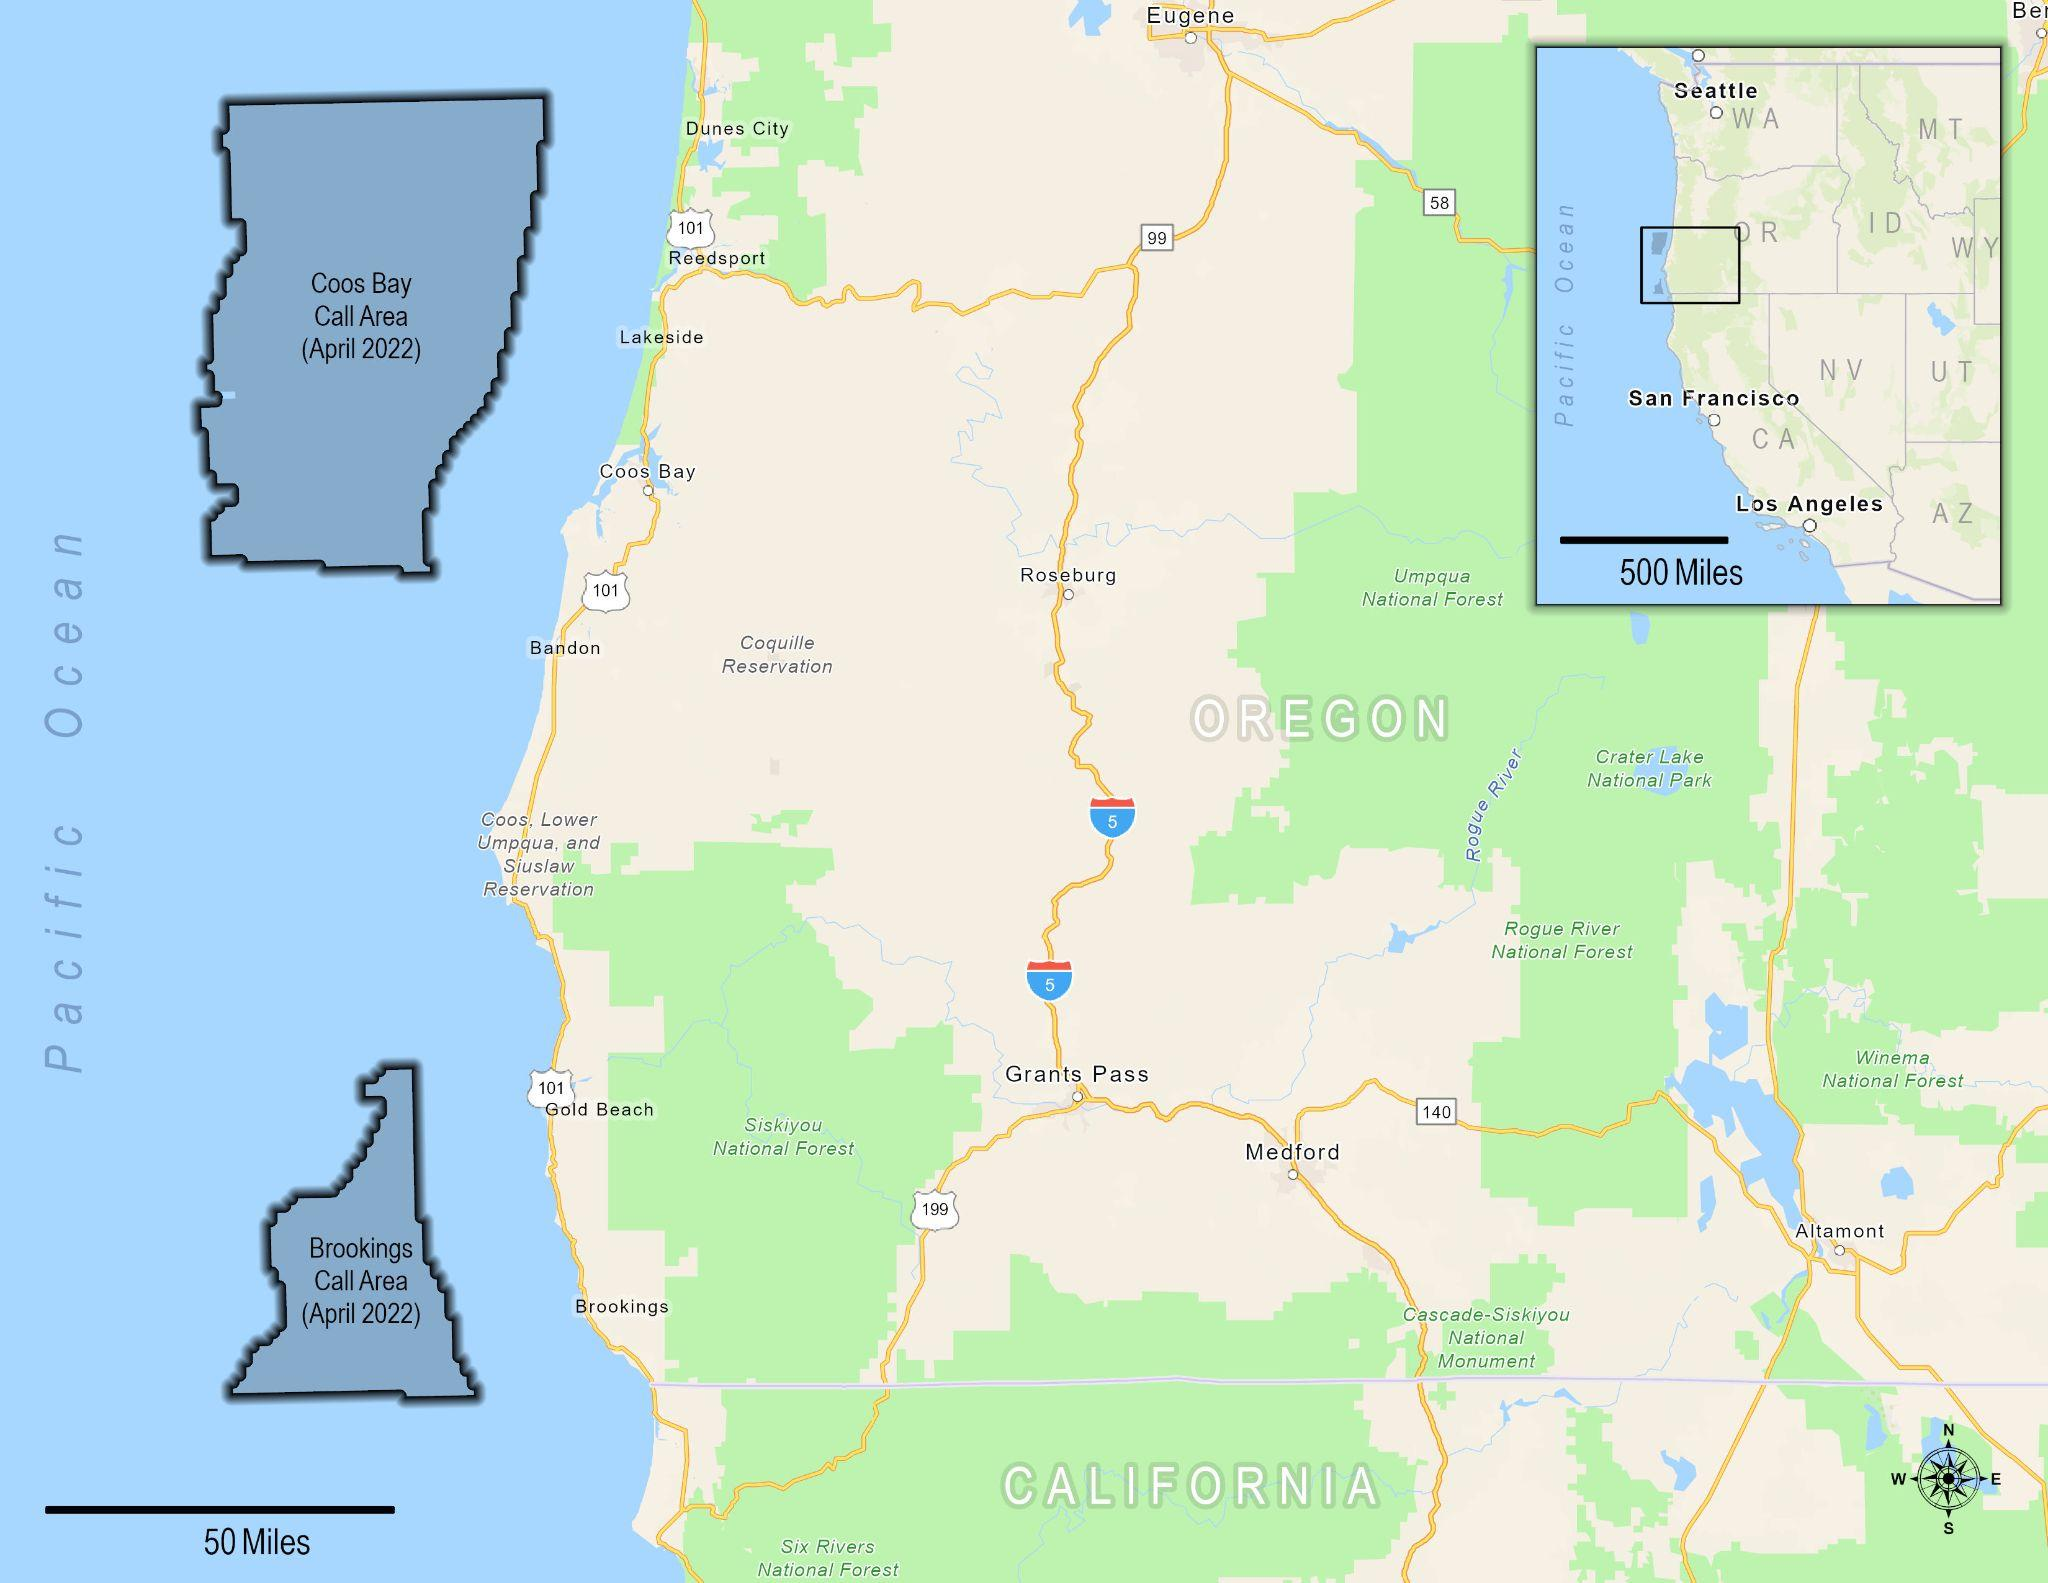 Eugene
Ben
Dunes City
58
101
99
Reedsport
Lakeside
Coos Bay
Call Area
(April 2022)
Coos Bay
Roseburg
101
Umpqua
National Forest
Bandon
Coquille
Reservation
OREGON
Rogue River
Crater Lake
National Park
Pacific Ocean
5
Coos, Lower
Umpqua, and
Siuslaw
Reservation
Rogue River
National Forest
5
Winema
National Forest
Grants Pass
101
Gold Beach
140
Siskiyou
National Forest
Medford
199
Altamont
Brookings
Call Area
(April 2022)
Brookings
Cascade-Siskiyou
National
Monument
CALIFORNIA
Six Rivers
National Forest
50 Miles
N
W
E
S
Seattle
WA
MT
Pacific Ocean
OR
ID
WY
NV
UT
San Francisco
CA
Los Angeles
AZ
500 Miles